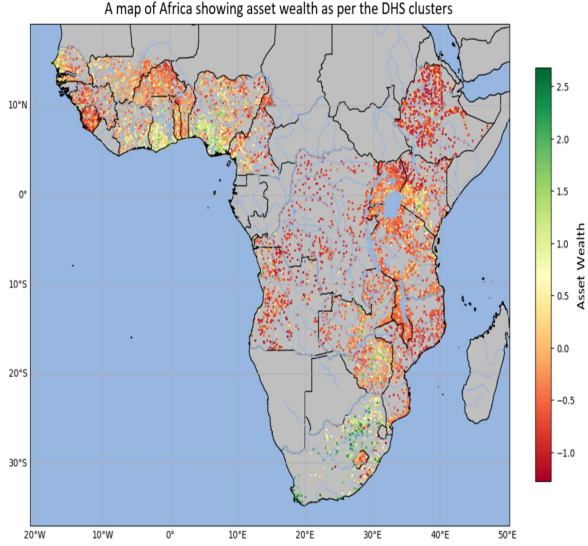 A map of Africa showing asset wealth as per the DHS clusters
10°N
0°
10°S
20°S
30°S
20°W 10°W 0° 10°E 20°E 30°E 40°E 50°E
2.5
2.0
1.5
1.0
0.5
0.0
−0.5
−1.0
Asset Wealth